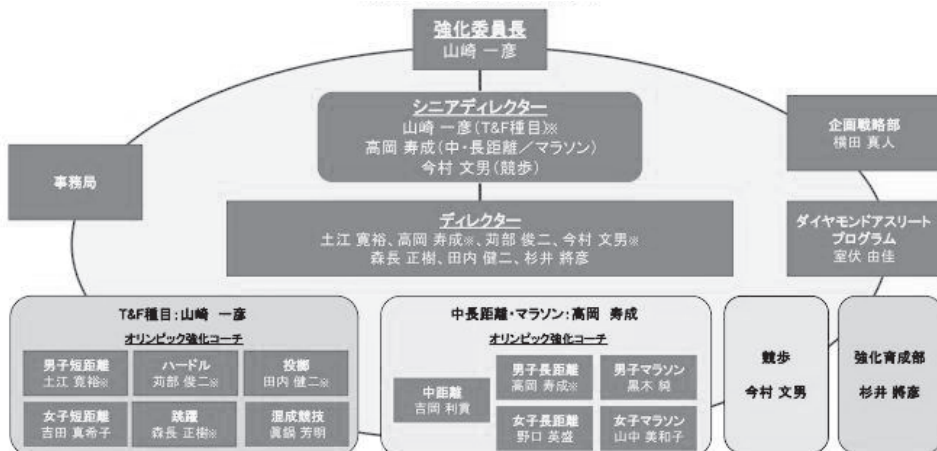 強化委員長
山崎 一彦
シニアディレクター
山崎 一彦(T&F種目)※
高岡 寿成(中・長距離/マラソン)
今村 文男(競歩)
企画戦略部
横田 真人
事務局
ディレクター
土江 寛裕、高岡 寿成※、苅部 俊二、今村 文男※
森長 正樹、田内 健二、杉井 將彦
ダイヤモンドアスリート
プログラム
室伏 由佳
T&F種目:山崎 一彦
オリンピック強化コーチ
男子短距離
土江 寛裕※
ハードル
苅部 俊二※
投擲
田内 健二※
女子短距離
吉田 真希子
跳躍
森長 正樹※
混成競技
眞鍋 芳明
中長距離・マラソン:高岡 寿成
オリンピック強化コーチ
中距離
吉岡 利貢
男子長距離
高岡 寿成※
男子マラソン
黒木 純
女子長距離
野口 英盛
女子マラソン
山中 美和子
競歩
今村 文男
強化育成部
杉井 將彦